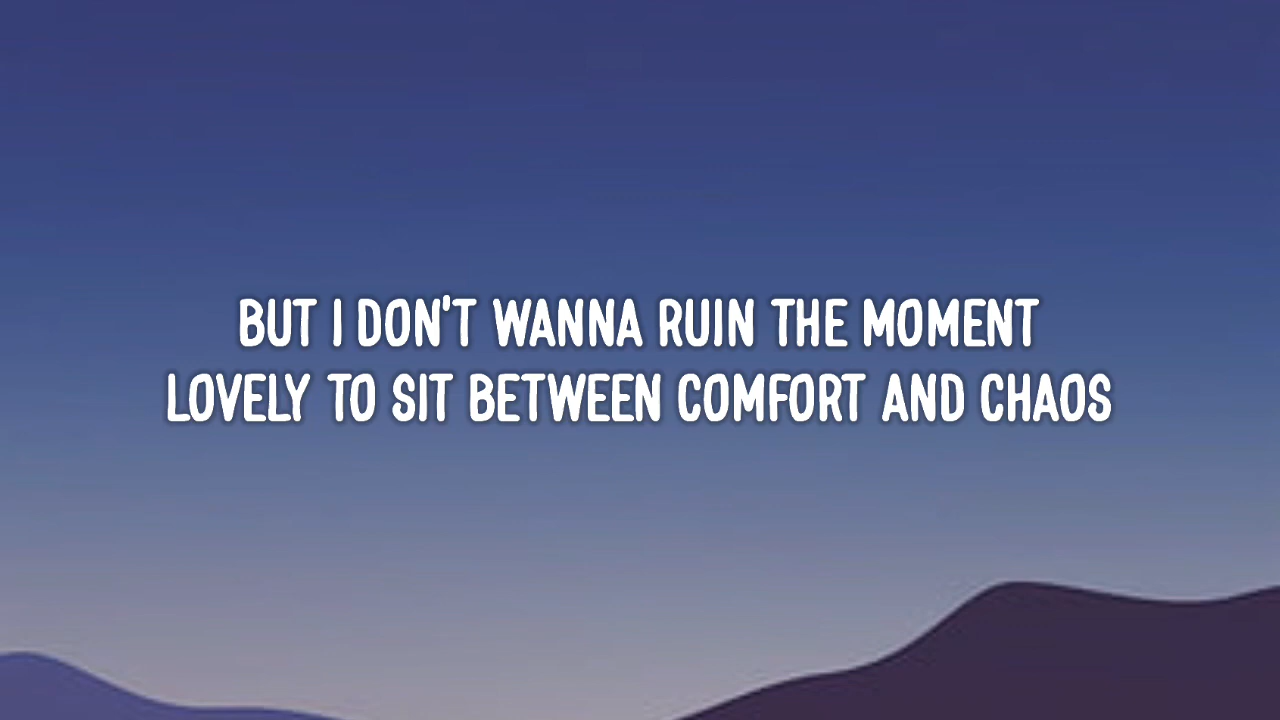 BUT I DON'T WANNA RUIN THE MOMENT
LOVELY TO SIT BETWEEN COMFORT AND CHAOS